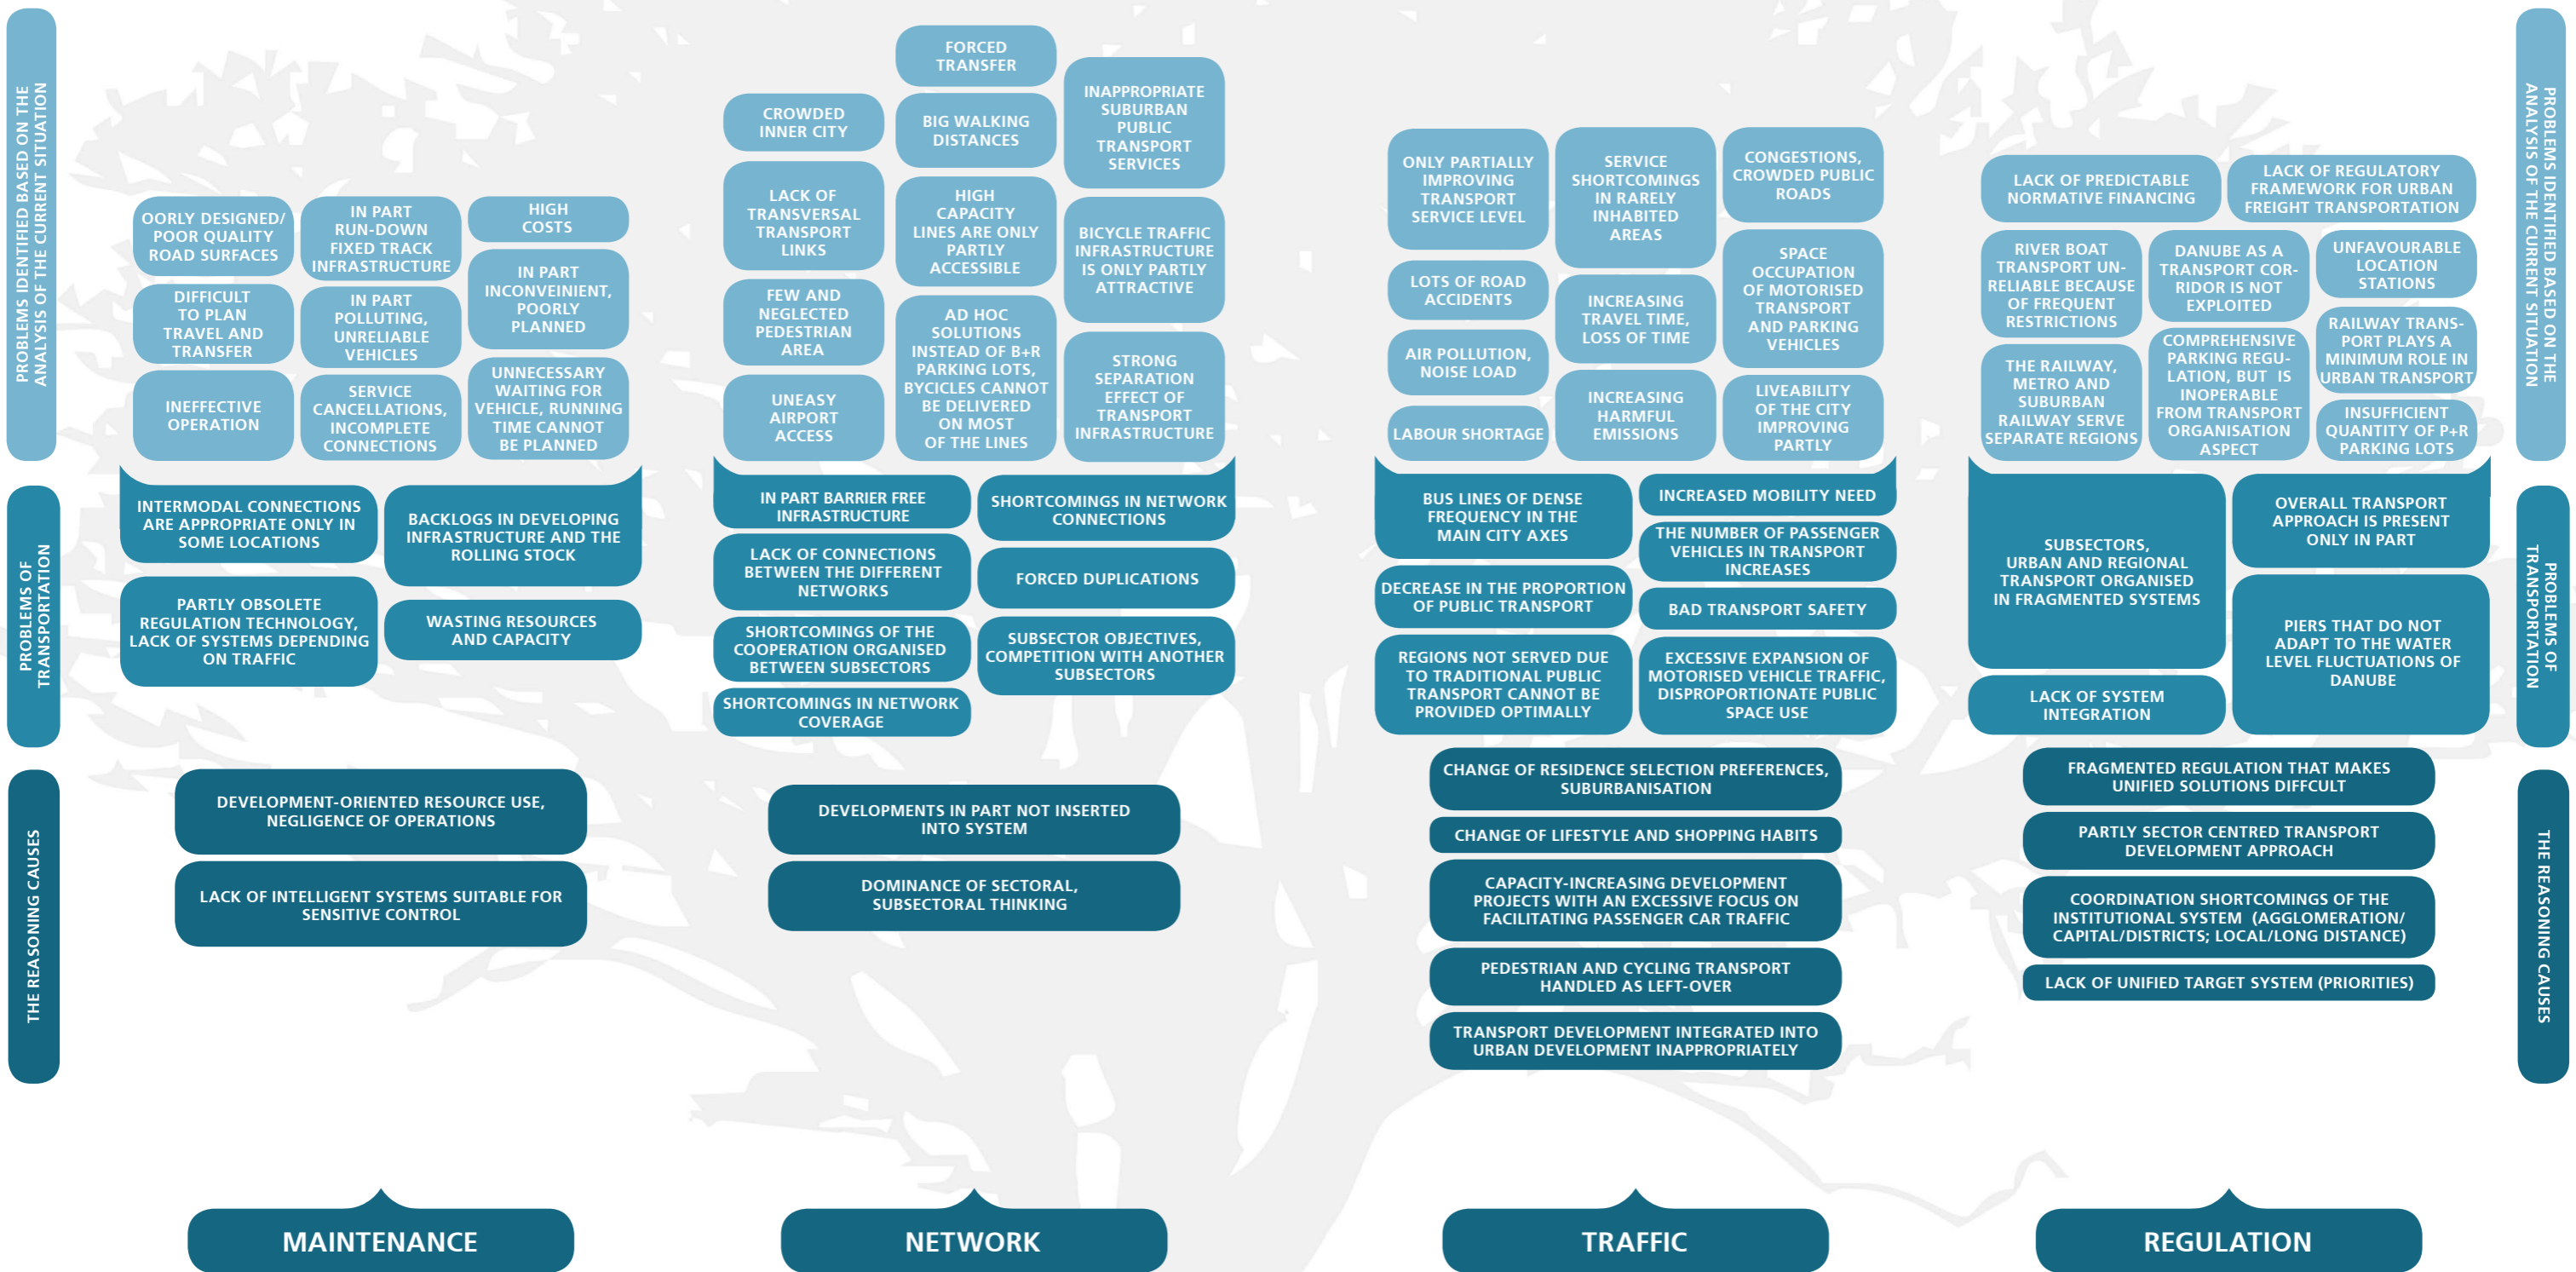 PROBLEMS IDENTIFIED BASED ON THE
ANALYSIS OF THE CURRENT SITUATION
PROBLEMS OF
TRANSPORTATION
THE REASONING CAUSES
OORLY DESIGNED/
POOR QUALITY
ROAD SURFACES
DIFFICULT
TO PLAN
TRAVEL AND
TRANSFER
INEFFECTIVE
OPERATION
IN PART
RUN-DOWN
FIXED TRACK
INFRASTRUCTURE
IN PART
POLLUTING,
UNRELIABLE
VEHICLES
SERVICE
CANCELLATIONS,
INCOMPLETE
CONNECTIONS
HIGH
COSTS
IN PART
INCONVEINIENT,
POORLY
PLANNED
UNNECESSARY
WAITING FOR
VEHICLE, RUNNING
TIME CANNOT
BE PLANNED
INTERMODAL CONNECTIONS
ARE APPROPRIATE ONLY IN
SOME LOCATIONS
PARTLY OBSOLETE
REGULATION TECHNOLOGY,
LACK OF SYSTEMS DEPENDING
ON TRAFFIC
BACKLOGS IN DEVELOPING
INFRASTRUCTURE AND THE
ROLLING STOCK
WASTING RESOURCES
AND CAPACITY
DEVELOPMENT-ORIENTED RESOURCE USE,
NEGLIGENCE OF OPERATIONS
LACK OF INTELLIGENT SYSTEMS SUITABLE FOR
SENSITIVE CONTROL
MAINTENANCE
CROWDED
INNER CITY
LACK OF
TRANSVERSAL
TRANSPORT
LINKS
FEW AND
NEGLECTED
PEDESTRIAN
AREA
UNEASY
AIRPORT
ACCESS
FORCED
TRANSFER
BIG WALKING
DISTANCES
HIGH
CAPACITY
LINES ARE ONLY
PARTLY
ACCESSIBLE
AD HOC
SOLUTIONS
INSTEAD OF B+R
PARKING LOTS,
BYCICLES CANNOT
BE DELIVERED
ON MOST
OF THE LINES
INAPPROPRIATE
SUBURBAN
PUBLIC
TRANSPORT
SERVICES
BICYCLE TRAFFIC
INFRASTRUCTURE
IS ONLY PARTLY
ATTRACTIVE
STRONG
SEPARATION
EFFECT OF
TRANSPORT
INFRASTRUCTURE
IN PART BARRIER FREE
INFRASTRUCTURE
LACK OF CONNECTIONS
BETWEEN THE DIFFERENT
NETWORKS
SHORTCOMINGS OF THE
COOPERATION ORGANISED
BETWEEN SUBSECTORS
SHORTCOMINGS IN NETWORK
COVERAGE
SHORTCOMINGS IN NETWORK
CONNECTIONS
FORCED DUPLICATIONS
SUBSECTOR OBJECTIVES,
COMPETITION WITH ANOTHER
SUBSECTORS
DEVELOPMENTS IN PART NOT INSERTED
INTO SYSTEM
DOMINANCE OF SECTORAL,
SUBSECTORAL THINKING
NETWORK
ONLY PARTIALLY
IMPROVING
TRANSPORT
SERVICE LEVEL
LOTS OF ROAD
ACCIDENTS
AIR POLLUTION,
NOISE LOAD
LABOUR SHORTAGE
SERVICE
SHORTCOMINGS
IN RARELY
INHABITED
AREAS
INCREASING
TRAVEL TIME,
LOSS OF TIME
INCREASING
HARMFUL
EMISSIONS
CONGESTIONS,
CROWDED PUBLIC
ROADS
SPACE
OCCUPATION
OF MOTORISED
TRANSPORT
AND PARKING
VEHICLES
LIVEABILITY
OF THE CITY
IMPROVING
PARTLY
BUS LINES OF DENSE
FREQUENCY IN THE
MAIN CITY AXES
DECREASE IN THE PROPORTION
OF PUBLIC TRANSPORT
REGIONS NOT SERVED DUE
TO TRADITIONAL PUBLIC
TRANSPORT CANNOT BE
PROVIDED OPTIMALLY
INCREASED MOBILITY NEED
THE NUMBER OF PASSENGER
VEHICLES IN TRANSPORT
INCREASES
BAD TRANSPORT SAFETY
EXCESSIVE EXPANSION OF
MOTORISED VEHICLE TRAFFIC,
DISPROPORTIONATE PUBLIC
SPACE USE
CHANGE OF RESIDENCE SELECTION PREFERENCES,
SUBURBANISATION
CHANGE OF LIFESTYLE AND SHOPPING HABITS
CAPACITY-INCREASING DEVELOPMENT
PROJECTS WITH AN EXCESSIVE FOCUS ON
FACILITATING PASSENGER CAR TRAFFIC
PEDESTRIAN AND CYCLING TRANSPORT
HANDLED AS LEFT-OVER
TRANSPORT DEVELOPMENT INTEGRATED INTO
URBAN DEVELOPMENT INAPPROPRIATELY
TRAFFIC
LACK OF PREDICTABLE
NORMATIVE FINANCING
LACK OF REGULATORY
FRAMEWORK FOR URBAN
FREIGHT TRANSPORTATION
RIVER BOAT
TRANSPORT UN-
RELIABLE BECAUSE
OF FREQUENT
RESTRICTIONS
THE RAILWAY,
METRO AND
SUBURBAN
RAILWAY SERVE
SEPARATE REGIONS
DANUBE AS A
TRANSPORT COR-
RIDOR IS NOT
EXPLOITED
COMPREHENSIVE
PARKING REGU-
LATION, BUT IS
INOPERABLE
FROM TRANSPORT
ORGANISATION
ASPECT
UNFAVOURABLE
LOCATION
STATIONS
RAILWAY TRANS-
PORT PLAYS A
MINIMUM ROLE IN
URBAN TRANSPORT
INSUFFICIENT
QUANTITY OF P+R
PARKING LOTS
SUBSECTORS,
URBAN AND REGIONAL
TRANSPORT ORGANISED
IN FRAGMENTED SYSTEMS
LACK OF SYSTEM
INTEGRATION
OVERALL TRANSPORT
APPROACH IS PRESENT
ONLY IN PART
PIERS THAT DO NOT
ADAPT TO THE WATER
LEVEL FLUCTUATIONS OF
DANUBE
FRAGMENTED REGULATION THAT MAKES
UNIFIED SOLUTIONS DIFFCULT
PARTLY SECTOR CENTRED TRANSPORT
DEVELOPMENT APPROACH
COORDINATION SHORTCOMINGS OF THE
INSTITUTIONAL SYSTEM (AGGLOMERATION/
CAPITAL/DISTRICTS; LOCAL/LONG DISTANCE)
LACK OF UNIFIED TARGET SYSTEM (PRIORITIES)
REGULATION
PROBLEMS IDENTIFIED BASED ON THE
ANALYSIS OF THE CURRENT SITUATION
PROBLEMS OF
TRANSPORTATION
THE REASONING CAUSES